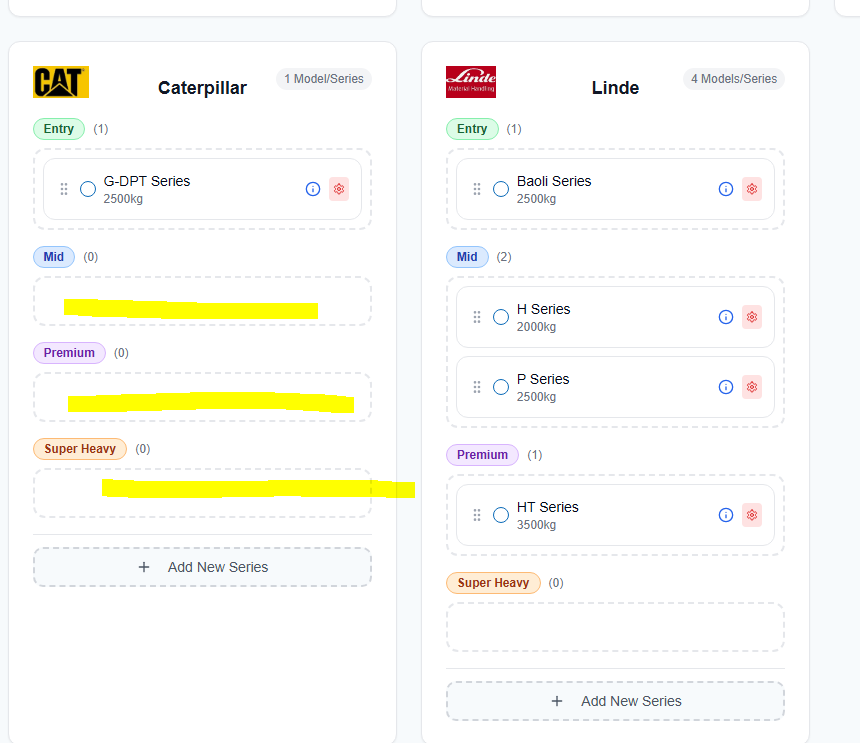 CAT
Caterpillar
1 Model/Series
Entry (1)
G-DPT Series
2500kg
Mid (0)
Premium (0)
Super Heavy (0)
+ Add New Series
Linde
Material Handling
Linde
4 Models/Series
Entry (1)
Baoli Series
2500kg
Mid (2)
H Series
2000kg
P Series
2500kg
Premium (1)
HT Series
3500kg
Super Heavy (0)
+ Add New Series